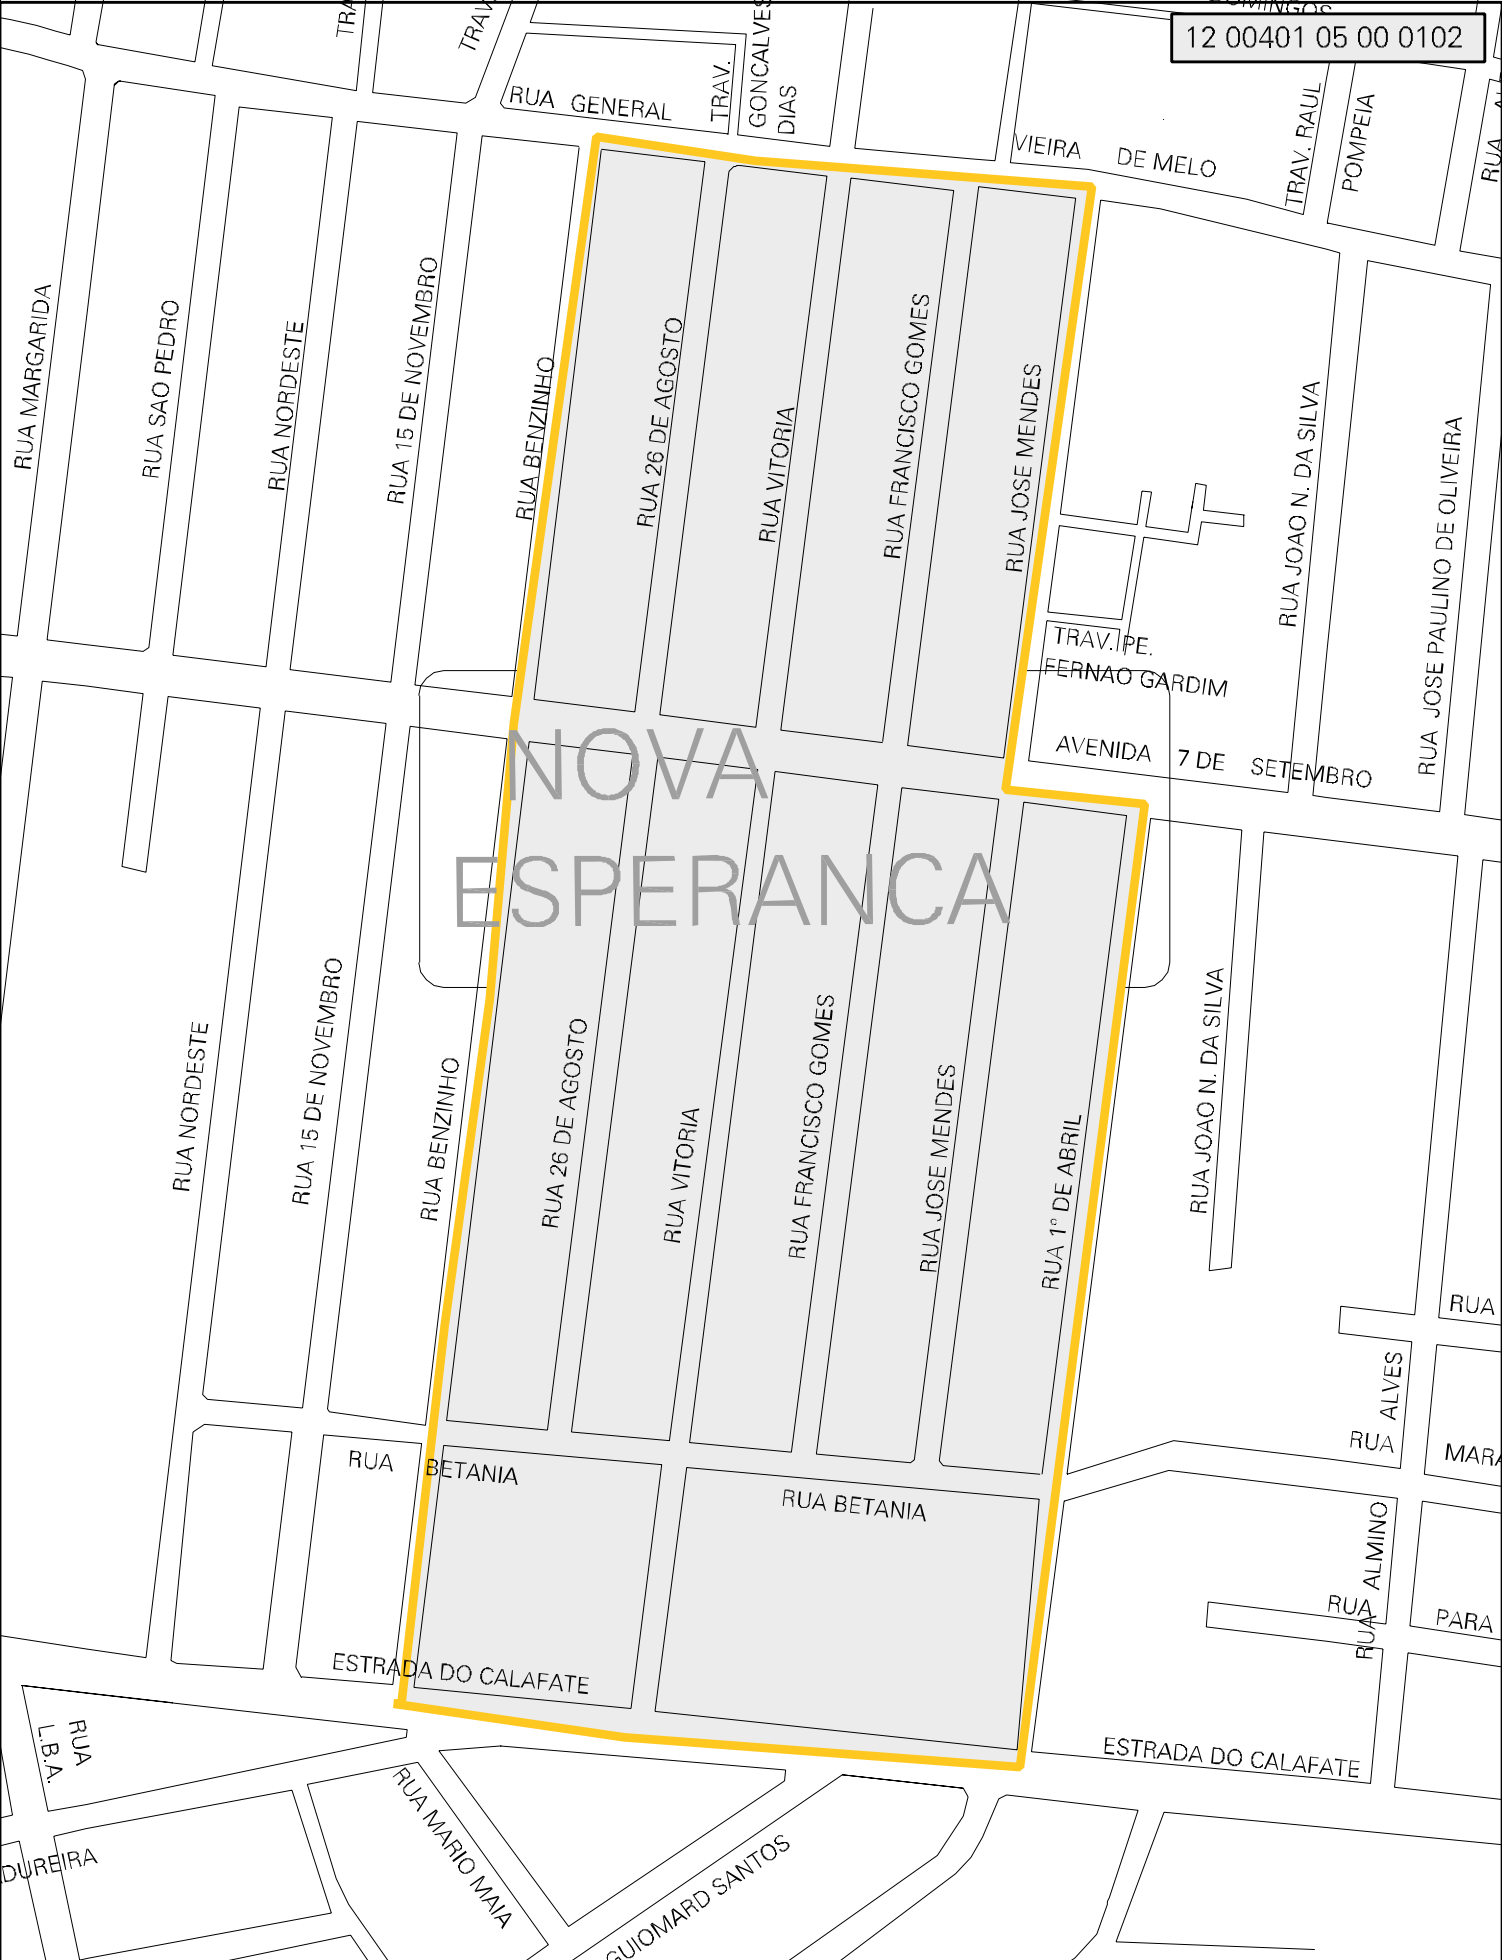 DOMINGOS
12 00401 05 00 0102
RUA GENERAL
TRAV.
GONCALVES
DIAS
VIEIRA DE MELO
TRAV. RAUL
POMPEIA
RUA
RUA MARGARIDA
RUA SAO PEDRO
RUA NORDESTE
RUA 15 DE NOVEMBRO
RUA BENZINHO
RUA 26 DE AGOSTO
RUA VITORIA
RUA FRANCISCO GOMES
RUA JOSE MENDES
RUA JOAO N. DA SILVA
RUA JOSE PAULINO DE OLIVEIRA
TRAV. PE.
FERNAO GARDIM
AVENIDA 7 DE SETEMBRO
NOVA
ESPERANCA
RUA NORDESTE
RUA 15 DE NOVEMBRO
RUA BENZINHO
RUA 26 DE AGOSTO
RUA VITORIA
RUA FRANCISCO GOMES
RUA JOSE MENDES
RUA 1° DE ABRIL
RUA JOAO N. DA SILVA
RUA
ALVES
RUA
MARA
RUA BETANIA
RUA BETANIA
RUA ALMINO
RUA
PARA
ESTRADA DO CALAFATE
ESTRADA DO CALAFATE
RUA
L.B.A.
RUA MARIO MAIA
GUIOMARD SANTOS
DUREIRA